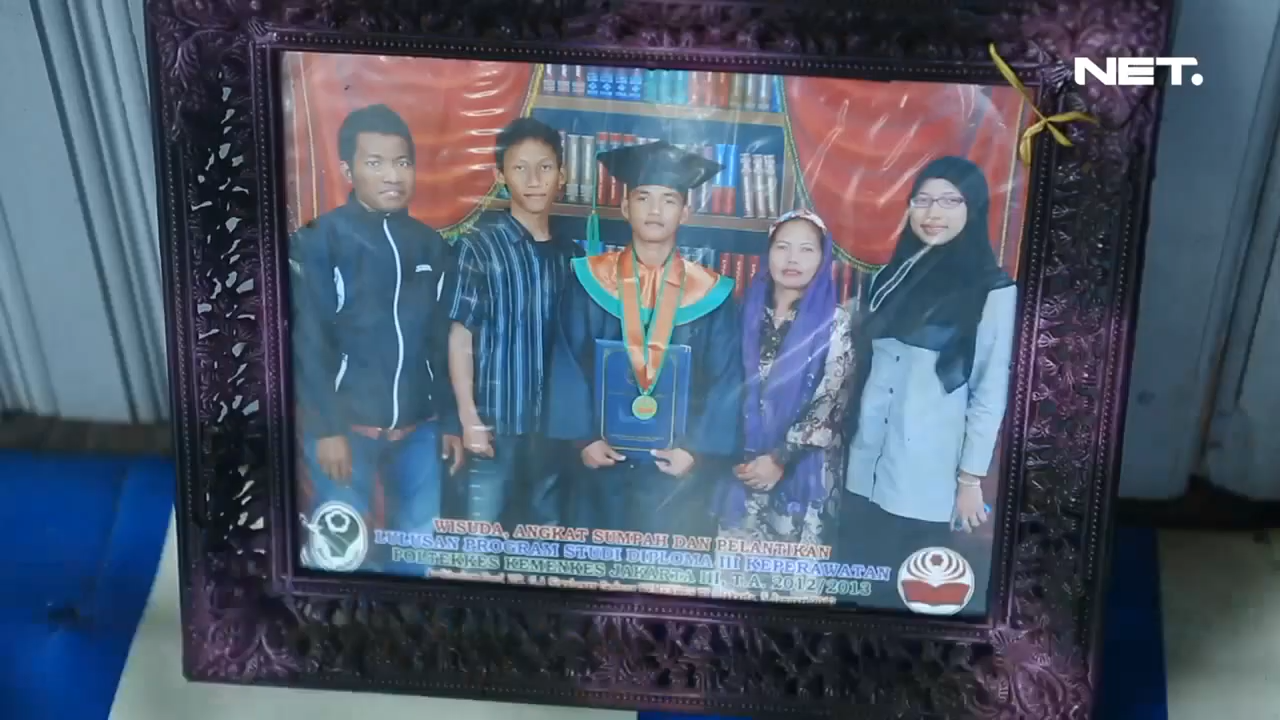 NET.
WISUDA, ANGKAT SUMPAH DAN PELANTIKAN
LULUSAN PROGRAM STUDI DIPLOMA III KEPERAWATAN
POLTEKKES KEMENKES JAKARTA III, T.A. 2012/2013